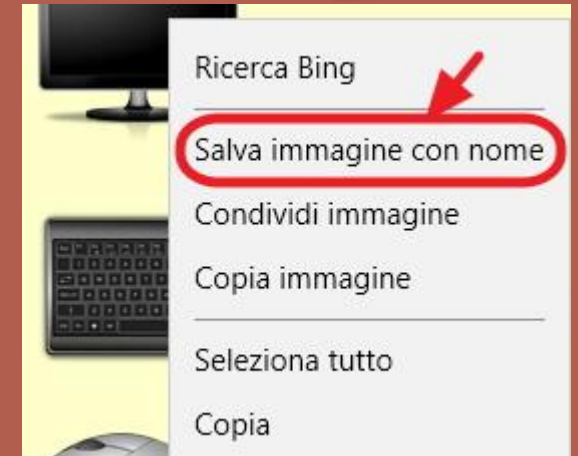 Ricerca Bing
Salva immagine con nome
Condividi immagine
Copia immagine
Seleziona tutto
Copia